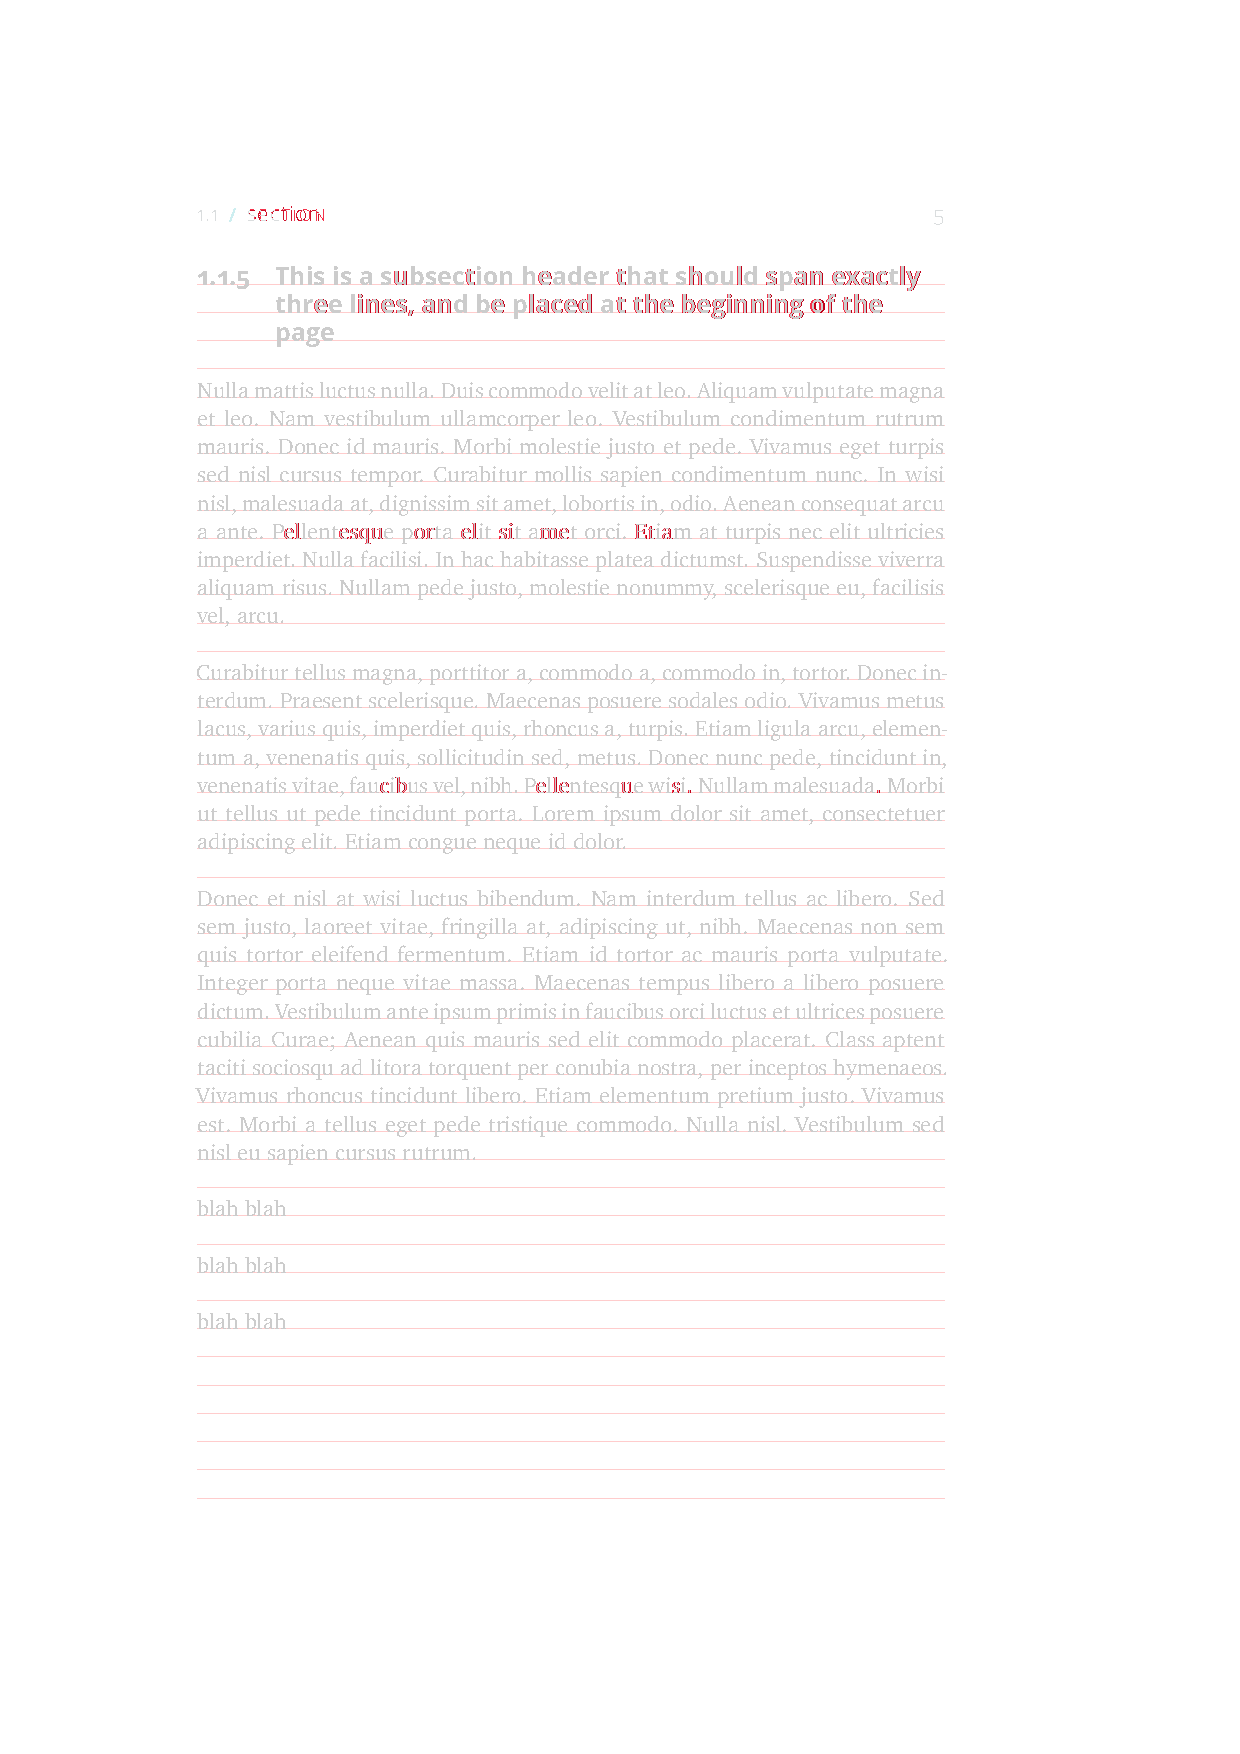 1.1 / section 5
1.1.5 This is a subsection header that should span exactly
three lines, and be placed at the beginning of the
page
Nulla mattis luctus nulla. Duis commodo velit at leo. Aliquam vulputate magna
et leo. Nam vestibulum ullamcorper leo. Vestibulum condimentum rutrum
mauris. Donec id mauris. Morbi molestie justo et pede. Vivamus eget turpis
sed nisl cursus tempor. Curabitur mollis sapien condimentum nunc. In wisi
nisl, malesuada at, dignissim sit amet, lobortis in, odio. Aenean consequat arcu
a ante. Pellentesque porta elit sit amet orci. Etiam at turpis nec elit ultricies
imperdiet. Nulla facilisi. In hac habitasse platea dictumst. Suspendisse viverra
aliquam risus. Nullam pede justo, molestie nonummy, scelerisque eu, facilisis
vel, arcu.
Curabitur tellus magna, porttitor a, commodo a, commodo in, tortor. Donec in-
terdum. Praesent scelerisque. Maecenas posuere sodales odio. Vivamus metus
lacus, varius quis, imperdiet quis, rhoncus a, turpis. Etiam ligula arcu, elemen-
tum a, venenatis quis, sollicitudin sed, metus. Donec nunc pede, tincidunt in,
venenatis vitae, faucibus vel, nibh. Pellentesque wisi. Nullam malesuada. Morbi
ut tellus ut pede tincidunt porta. Lorem ipsum dolor sit amet, consectetuer
adipiscing elit. Etiam congue neque id dolor.
Donec et nisl at wisi luctus bibendum. Nam interdum tellus ac libero. Sed
sem justo, laoreet vitae, fringilla at, adipiscing ut, nibh. Maecenas non sem
quis tortor eleifend fermentum. Etiam id tortor ac mauris porta vulputate.
Integer porta neque vitae massa. Maecenas tempus libero a libero posuere
dictum. Vestibulum ante ipsum primis in faucibus orci luctus et ultrices posuere
cubilia Curae; Aenean quis mauris sed elit commodo placerat. Class aptent
taciti sociosqu ad litora torquent per conubia nostra, per inceptos hymenaeos.
Vivamus rhoncus tincidunt libero. Etiam elementum pretium justo. Vivamus
est. Morbi a tellus eget pede tristique commodo. Nulla nisl. Vestibulum sed
nisl eu sapien cursus rutrum.
blah blah
blah blah
blah blah